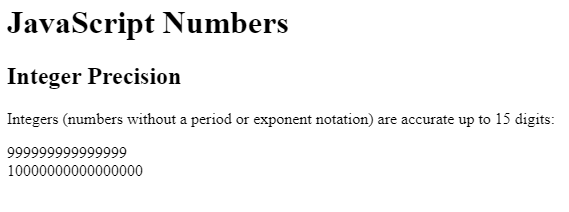 JavaScript Numbers
Integer Precision
Integers (numbers without a period or exponent notation) are accurate up to 15 digits:
999999999999999
10000000000000000